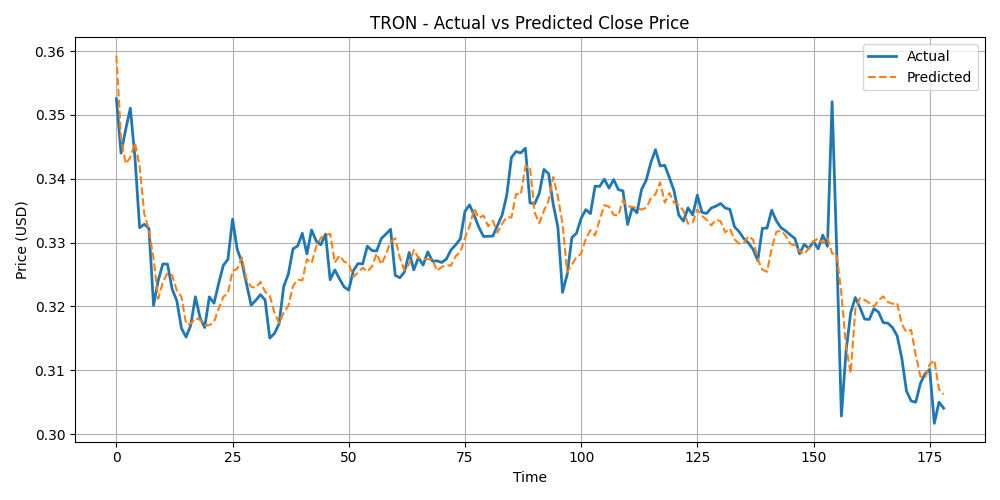 TRON - Actual vs Predicted Close Price
Actual
Predicted
Price (USD)
0.36
0.35
0.34
0.33
0.32
0.31
0.30
0 25 50 75 100 125 150 175
Time